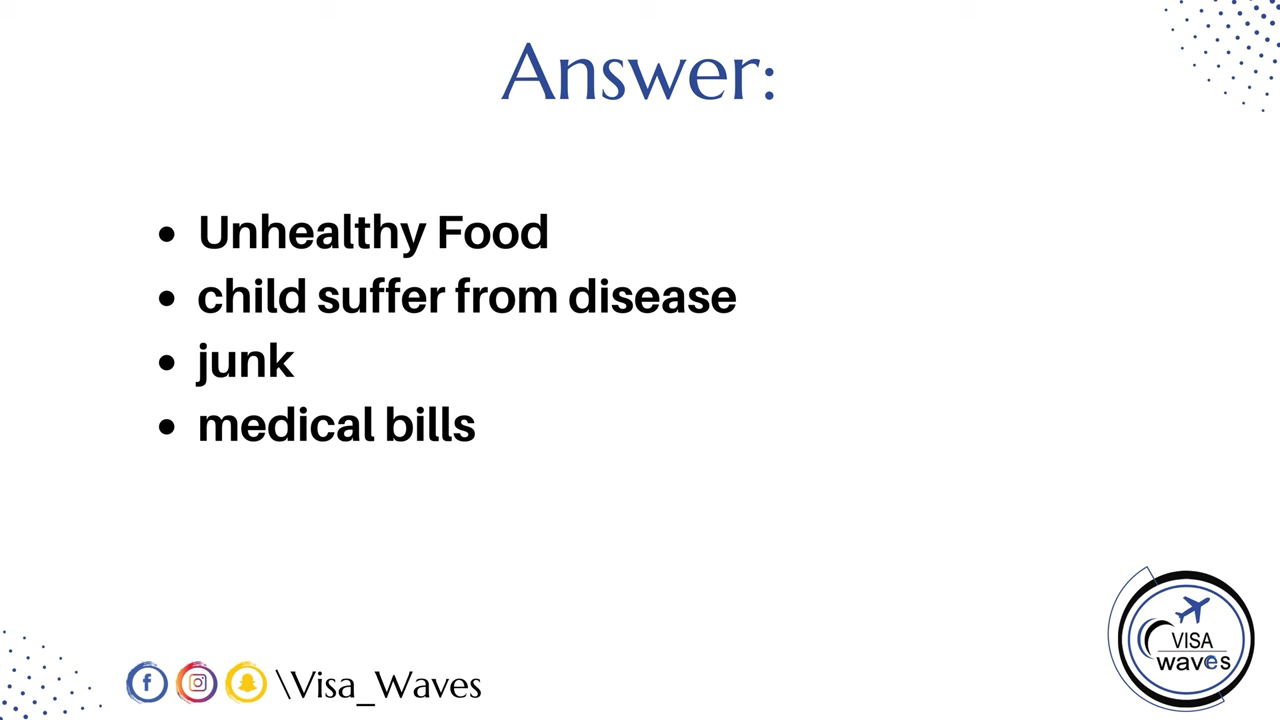 Answer:
• Unhealthy Food
• child suffer from disease
• junk
• medical bills
\Visa_Waves
VISA
waves